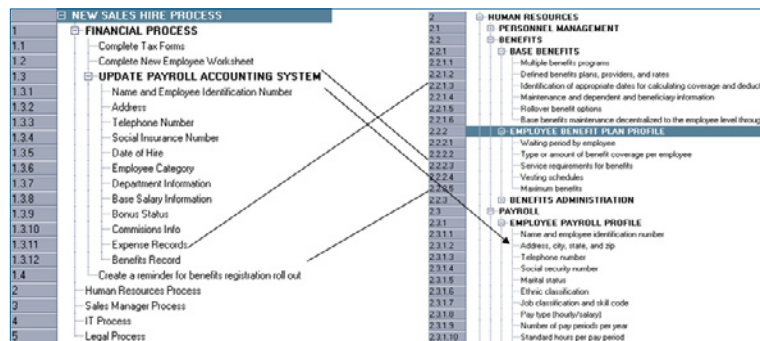 NEW SALES HIRE PROCESS
1 FINANCIAL PROCESS
1.1 Complete Tax Forms
1.2 Complete New Employee Worksheet
1.3 UPDATE PAYROLL ACCOUNTING SYSTEM
1.3.1 Name and Employee Identification Number
1.3.2 Address
1.3.3 Telephone Number
1.3.4 Social Insurance Number
1.3.5 Date of Hire
1.3.6 Employee Category
1.3.7 Department Information
1.3.8 Base Salary Information
1.3.9 Bonus Status
1.3.10 Commisions Info
1.3.11 Expense Records
1.3.12 Benefits Record
1.4 Create a reminder for benefits registration roll out
2 Human Resources Process
3 Sales Manager Process
4 IT Process
5 Legal Process
2 HUMAN RESOURCES
2.1 PERSONNEL MANAGEMENT
2.2 BENEFITS
2.2.1 BASE BENEFITS
2.2.1.1 Multiple benefits programs
2.2.1.2 Defined benefits plans, providers, and rates
2.2.1.3 Identification of appropriate dates for calculating coverage and deduct
2.2.1.4 Maintenance and dependent and beneficiary information
2.2.1.5 Rollover benefit options
2.2.1.6 Base benefits maintenance decentralized to the employee level throug
2.2.2 EMPLOYEE BENEFIT PLAN PROFILE
2.2.2.1 Waiting period by employee
2.2.2.2 Type or amount of benefit coverage per employee
2.2.2.3 Service requirements for benefits
2.2.2.4 Vesting schedules
2.2.2.5 Maximum benefits
2.2.3 BENEFITS ADMINISTRATION
2.3 PAYROLL
2.3.1 EMPLOYEE PAYROLL PROFILE
2.3.1.1 Name and employee identification number
2.3.1.2 Address, city, state, and zip
2.3.1.3 Telephone number
2.3.1.4 Social security number
2.3.1.5 Marital status
2.3.1.6 Ethnic classification
2.3.1.7 Job classification and skill code
2.3.1.8 Pay type (hourly/salary)
2.3.1.9 Number of pay periods per year
2.3.1.10 Standard hours per pay period